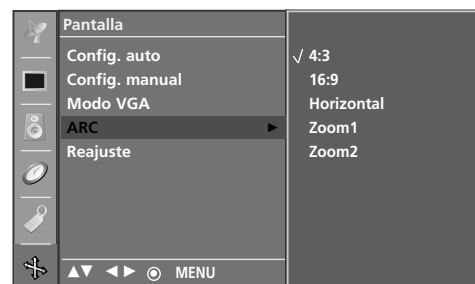 Pantalla
Config. auto
Config. manual
Modo VGA
ARC ►
Reajuste
▲▼ ◄► ◉ MENU
√ 4:3
16:9
Horizontal
Zoom1
Zoom2